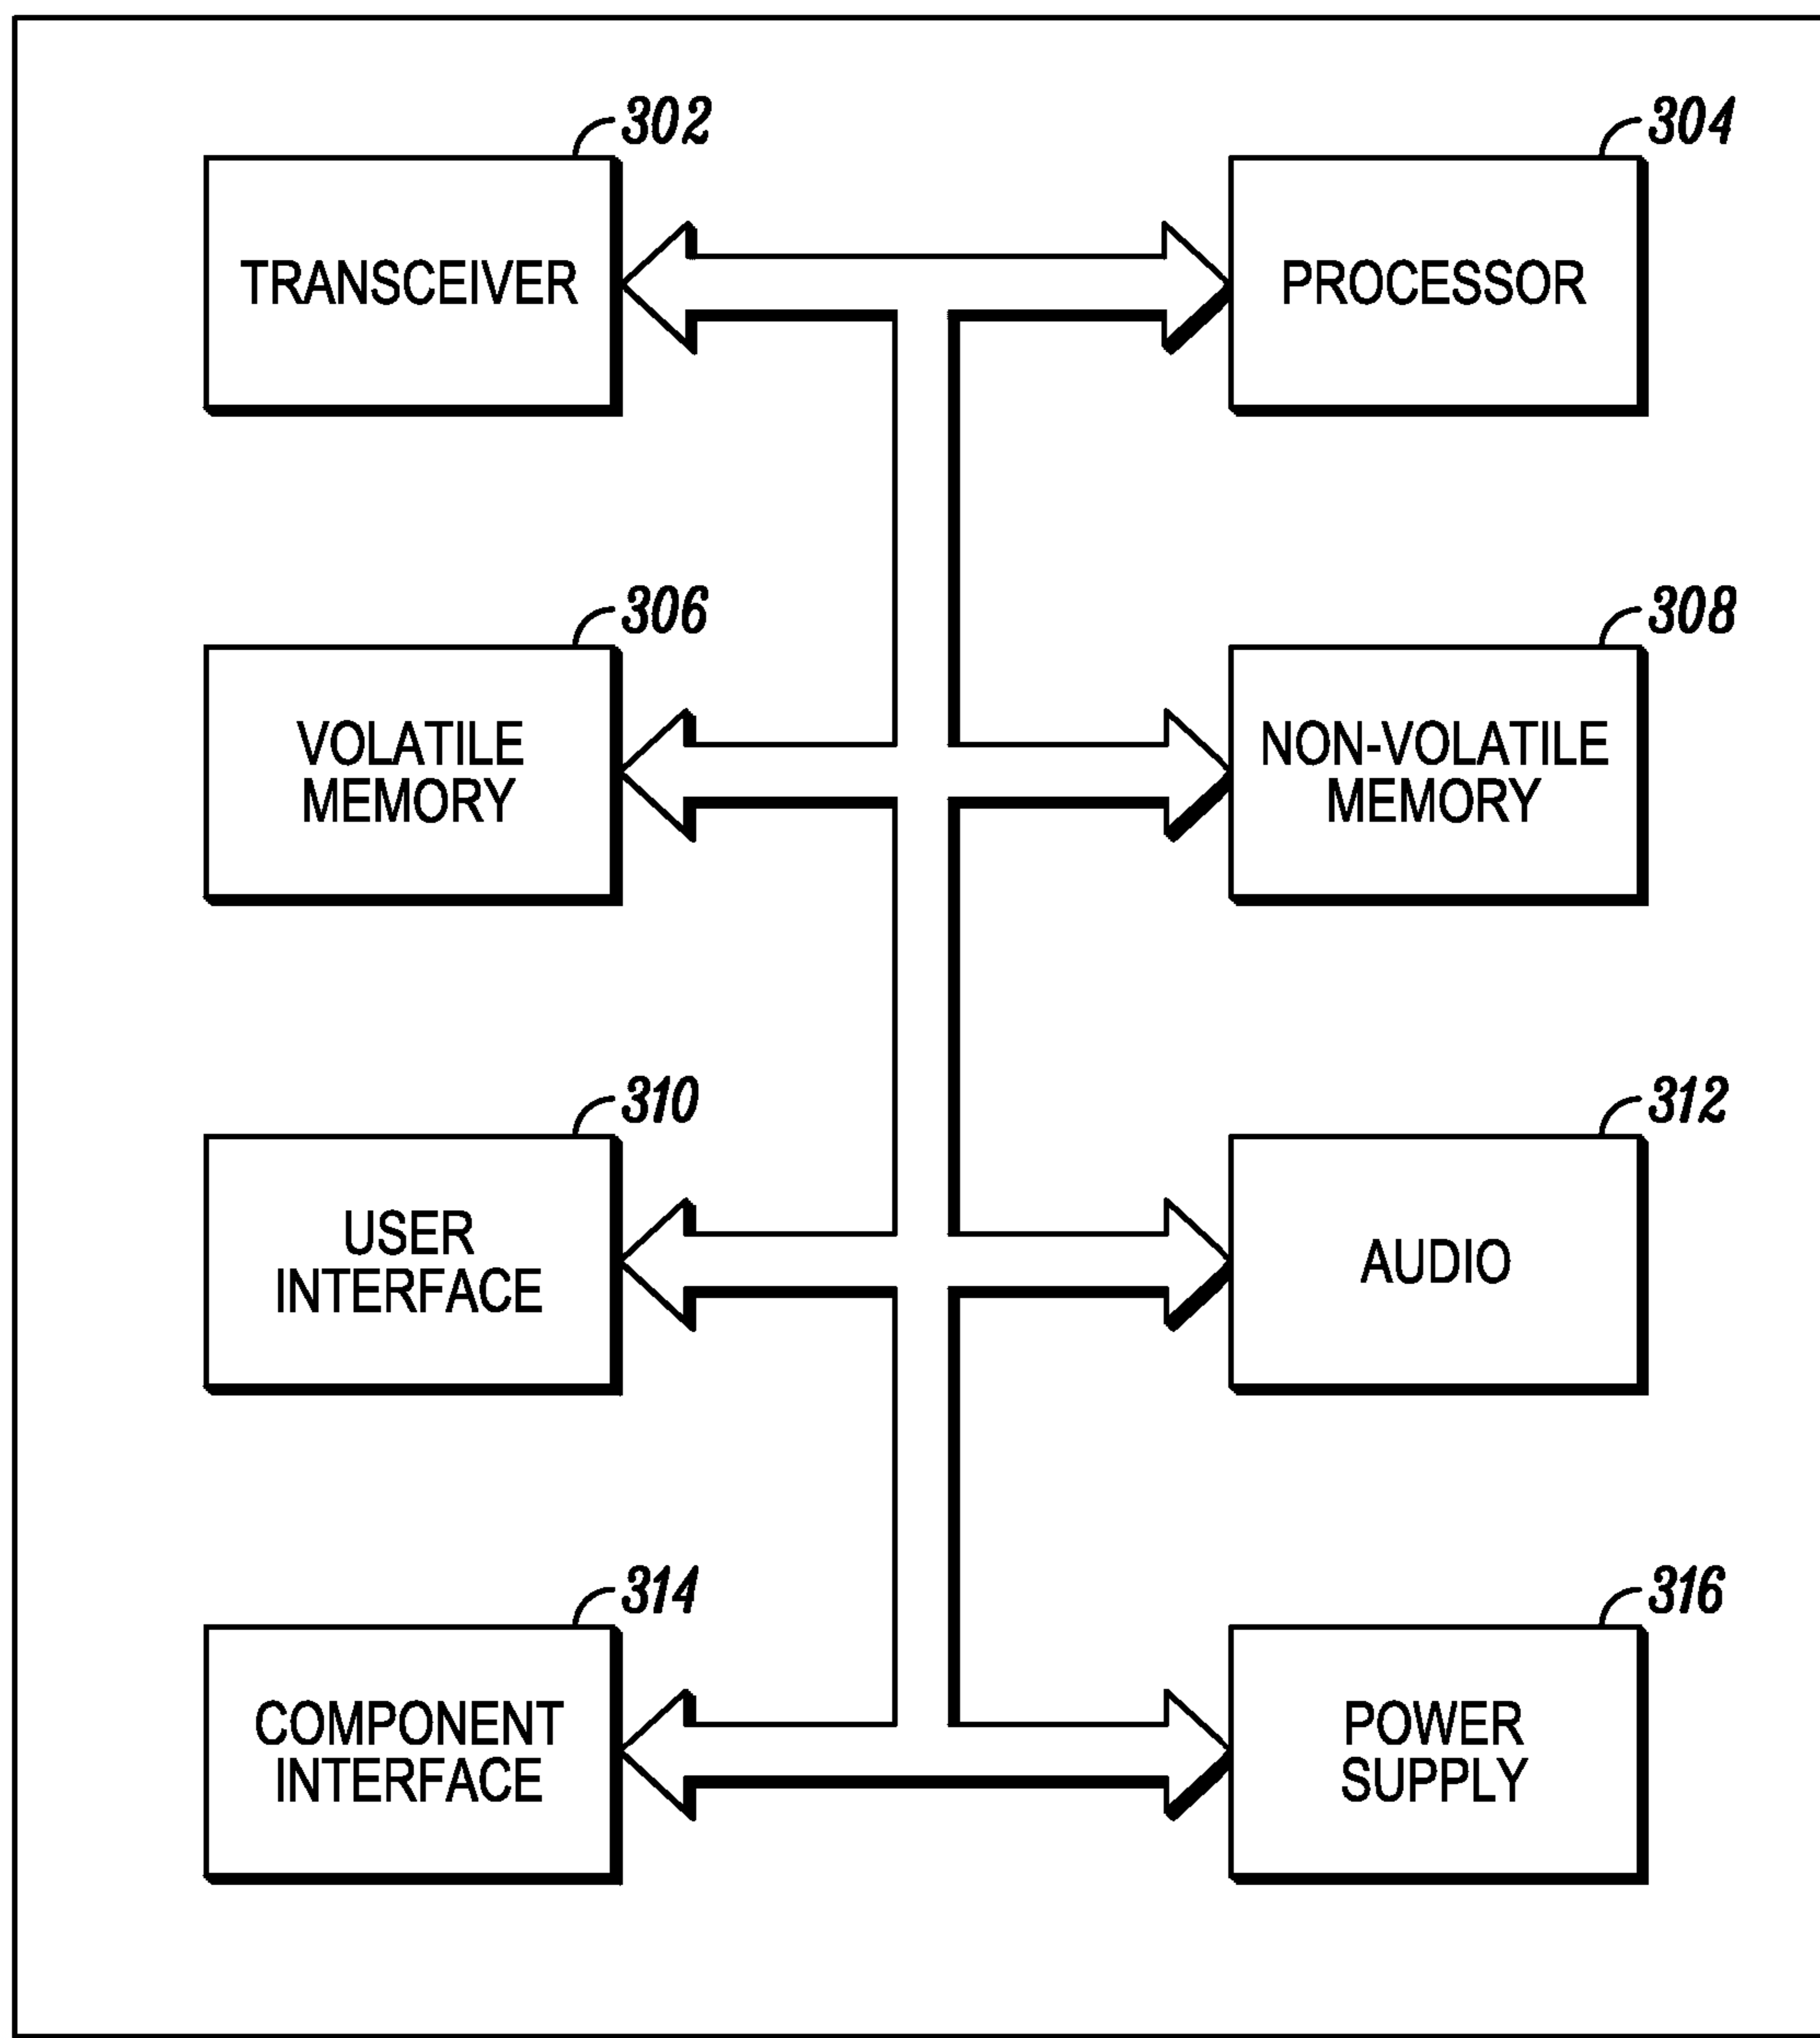 302
304
TRANSCEIVER
PROCESSOR
306
308
VOLATILE
MEMORY
NON-VOLATILE
MEMORY
310
312
USER
INTERFACE
AUDIO
314
316
COMPONENT
INTERFACE
POWER
SUPPLY